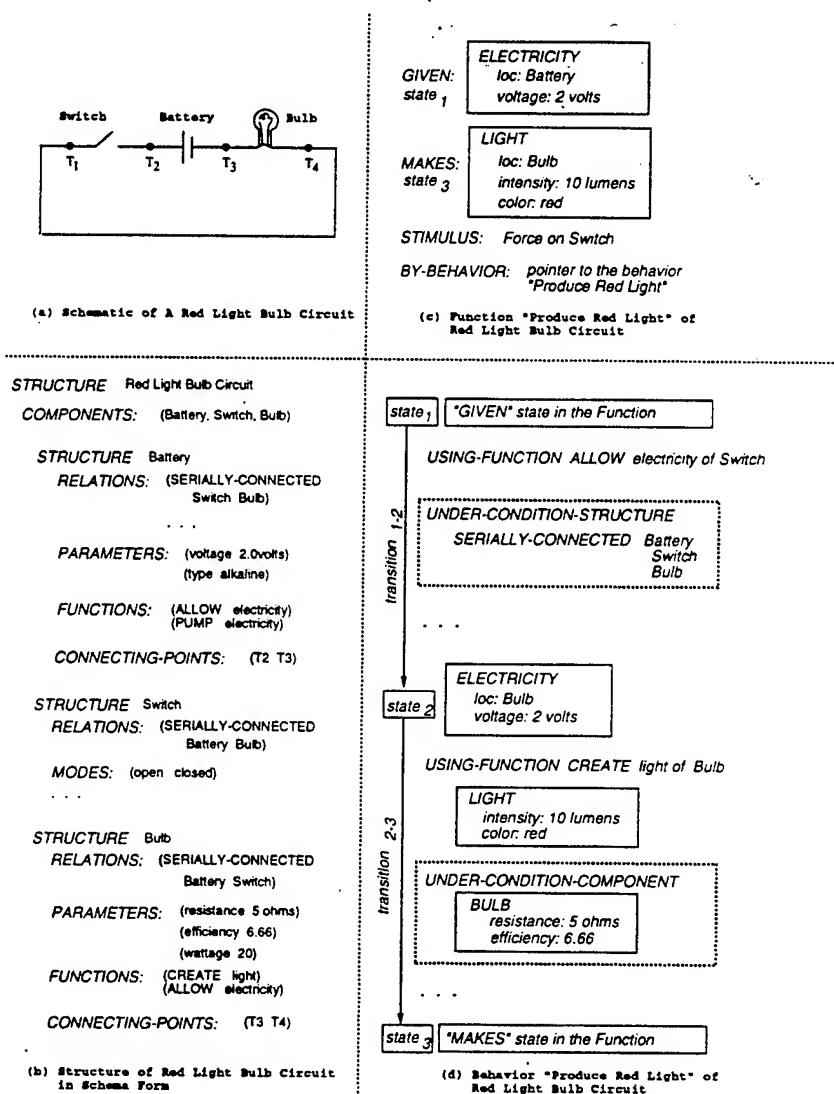 Switch Battery Bulb
T1 T2 T3 T4
(a) Schematic of A Red Light Bulb Circuit
GIVEN:
state 1
ELECTRICITY
loc: Battery
voltage: 2 volts
MAKES:
state 3
LIGHT
loc: Bulb
intensity: 10 lumens
color: red
STIMULUS: Force on Switch
BY-BEHAVIOR: pointer to the behavior
"Produce Red Light"
(c) Function "Produce Red Light" of
Red Light Bulb Circuit
STRUCTURE Red Light Bulb Circuit
COMPONENTS: (Battery, Switch, Bulb)
STRUCTURE Battery
RELATIONS: (SERIALLY-CONNECTED
Switch Bulb)
. . .
PARAMETERS: (voltage 2.0volts)
(type alkaline)
FUNCTIONS: (ALLOW electricity)
(PUMP electricity)
CONNECTING-POINTS: (T2 T3)
STRUCTURE Switch
RELATIONS: (SERIALLY-CONNECTED
Battery Bulb)
MODES: (open closed)
. . .
STRUCTURE Bulb
RELATIONS: (SERIALLY-CONNECTED
Battery Switch)
PARAMETERS: (resistance 5 ohms)
(efficiency 6.66)
(wattage 20)
FUNCTIONS: (CREATE light)
(ALLOW electricity)
CONNECTING-POINTS: (T3 T4)
(b) Structure of Red Light Bulb Circuit
in Schema Form
state 1 "GIVEN" state in the Function
transition 1-2
USING-FUNCTION ALLOW electricity of Switch
UNDER-CONDITION-STRUCTURE
SERIALLY-CONNECTED Battery
Switch
Bulb
. . .
state 2
ELECTRICITY
loc: Bulb
voltage: 2 volts
transition 2-3
USING-FUNCTION CREATE light of Bulb
LIGHT
intensity: 10 lumens
color: red
UNDER-CONDITION-COMPONENT
BULB
resistance: 5 ohms
efficiency: 6.66
. . .
state 3 "MAKES" state in the Function
(d) Behavior "Produce Red Light" of
Red Light Bulb Circuit